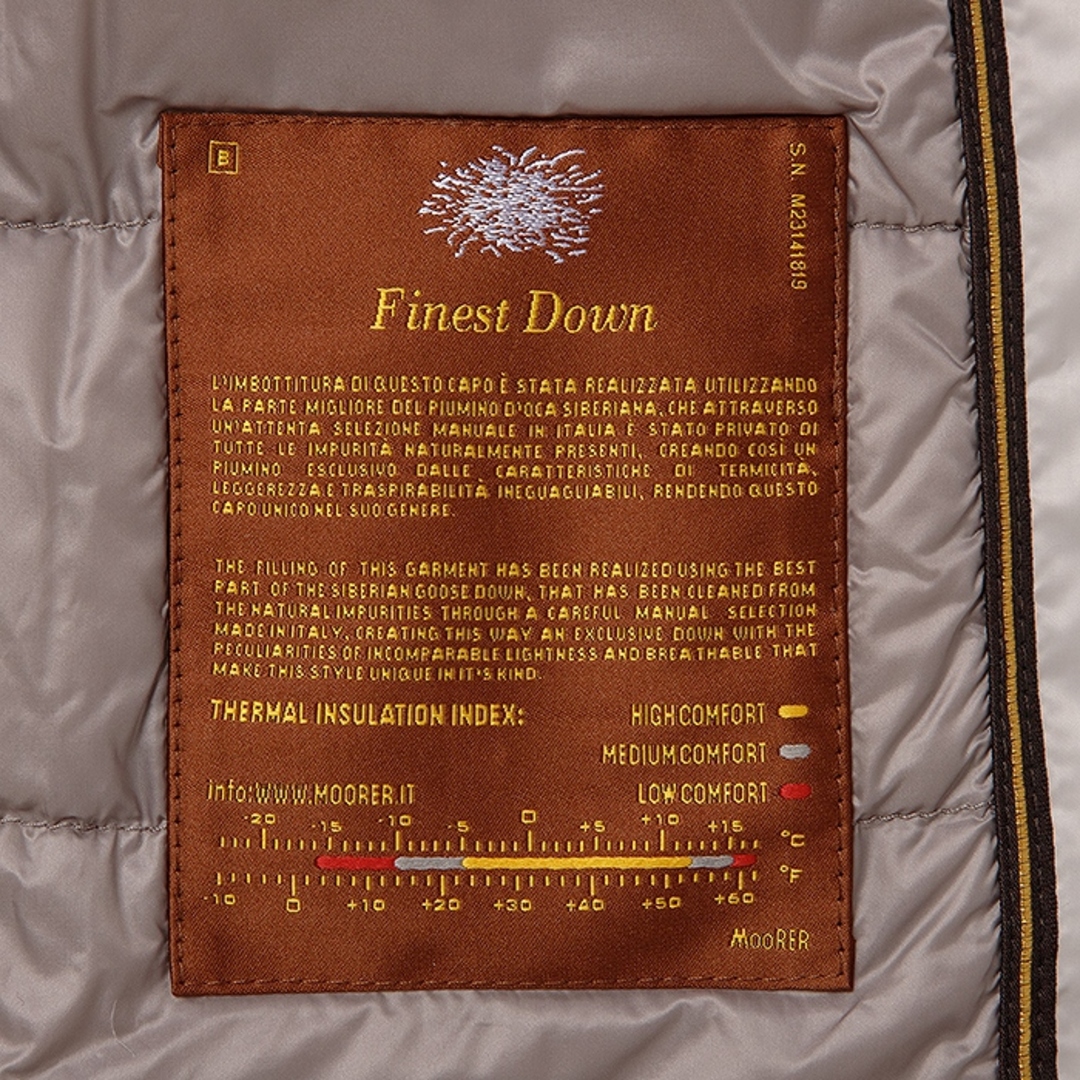 B
S.N M23141819
Finest Down
L'IMBOTTITURA DI QUESTO CAPO È STATA REALIZZATA UTILIZZANDO
LA PARTE MIGLIORE DEL PIUMINO D'OCA SIBERIANA, CHE ATTRAVERSO
UN'ATTENTA SELEZIONE MANUALE IN ITALIA È STATO PRIVATO DI
TUTTE LE IMPURITÀ NATURALMENTE PRESENTI, CREANDO COSÌ UN
PIUMINO ESCLUSIVO DALLE CARATTERISTICHE DI TERMICITÀ,
LEGGEREZZA E TRASPIRABILITÀ INEGUAGLIABILI, RENDENDO QUESTO
CAPO UNICO NEL SUO GENERE.
THE FILLING OF THIS GARMENT HAS BEEN REALIZED USING THE BEST
PART OF THE SIBERIAN GOOSE DOWN, THAT HAS BEEN CLEANED FROM
THE NATURAL IMPURITIES THROUGH A CAREFUL MANUAL SELECTION
MADE IN ITALY, CREATING THIS WAY AN EXCLUSIVE DOWN WITH THE
PECULIARITIES OF INCOMPARABLE LIGHTNESS AND BREATHABLE THAT
MAKE THIS STYLE UNIQUE IN IT'S KIND.
THERMAL INSULATION INDEX: HIGH COMFORT
MEDIUM COMFORT
info:WWW.MOORER.IT LOW COMFORT
-20 -15 -10 -5 0 +5 +10 +15 °C
-10 0 +10 +20 +30 +40 +50 +60 °F
MOORER